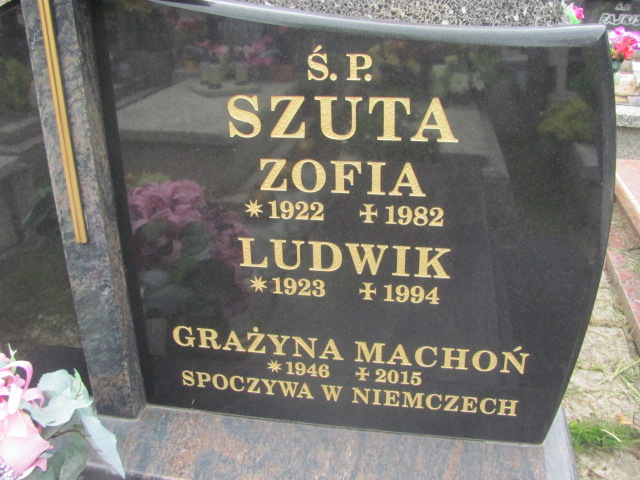 Ś.P.
SZUTA
ZOFIA
✴1922 ✢1982
LUDWIK
✴1923 ✢1994
GRAŻYNA MACHOŃ
✴1946 ✢2015
SPOCZYWA W NIEMCZECH